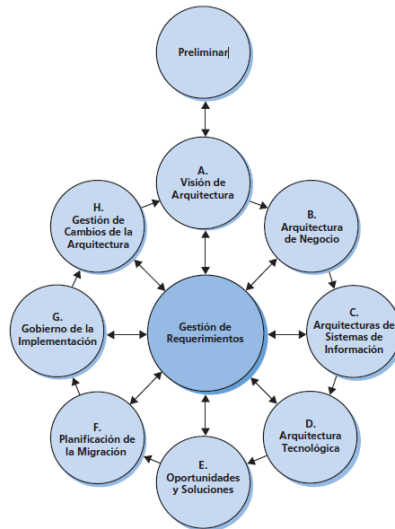 Preliminar
A.
Visión de
Arquitectura
B.
Arquitectura
de Negocio
C.
Arquitecturas de
Sistemas de
Información
D.
Arquitectura
Tecnológica
E.
Oportunidades
y Soluciones
F.
Planificación de
la Migración
G.
Gobierno de la
Implementación
H.
Gestión de
Cambios de la
Arquitectura
Gestión de
Requerimientos